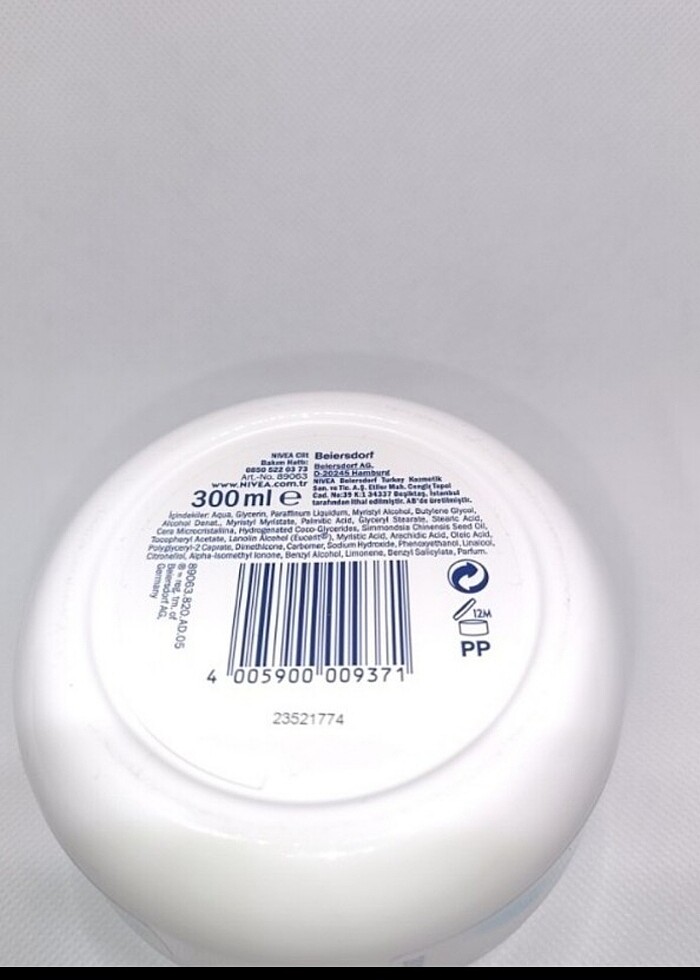 NIVEA Cilt
Bakım Hattı:
0850 522 03 73
Art.-No. 89063
www.NIVEA.com.tr
300 ml e
Beiersdorf
Beiersdorf AG,
D-20245 Hamburg
NIVEA Beiersdorf Turkey Kozmetik
San. ve Tic. A.Ş. Etiler Mah. Cengiz Topel
Cad. No:39 K:1 34337 Beşiktaş, İstanbul
tarafından ithal edilmiştir. AB'de üretilmiştir.
İçindekiler: Aqua, Glycerin, Paraffinum Liquidum, Myristyl Alcohol, Butylene Glycol,
Alcohol Denat., Myristyl Myristate, Palmitic Acid, Glyceryl Stearate, Stearic Acid,
Cera Microcristallina, Hydrogenated Coco-Glycerides, Simmondsia Chinensis Seed Oil,
Tocopheryl Acetate, Lanolin Alcohol (Eucerit®), Myristic Acid, Arachidic Acid, Oleic Acid,
Polyglyceryl-2 Caprate, Dimethicone, Carbomer, Sodium Hydroxide, Phenoxyethanol, Linalool,
Citronellol, Alpha-Isomethyl Ionone, Benzyl Alcohol, Limonene, Benzyl Salicylate, Parfum.
89063.820.AD.05
® = reg. tm. of
Beiersdorf AG,
Germany
12M
PP
4 005900 009371
23521774